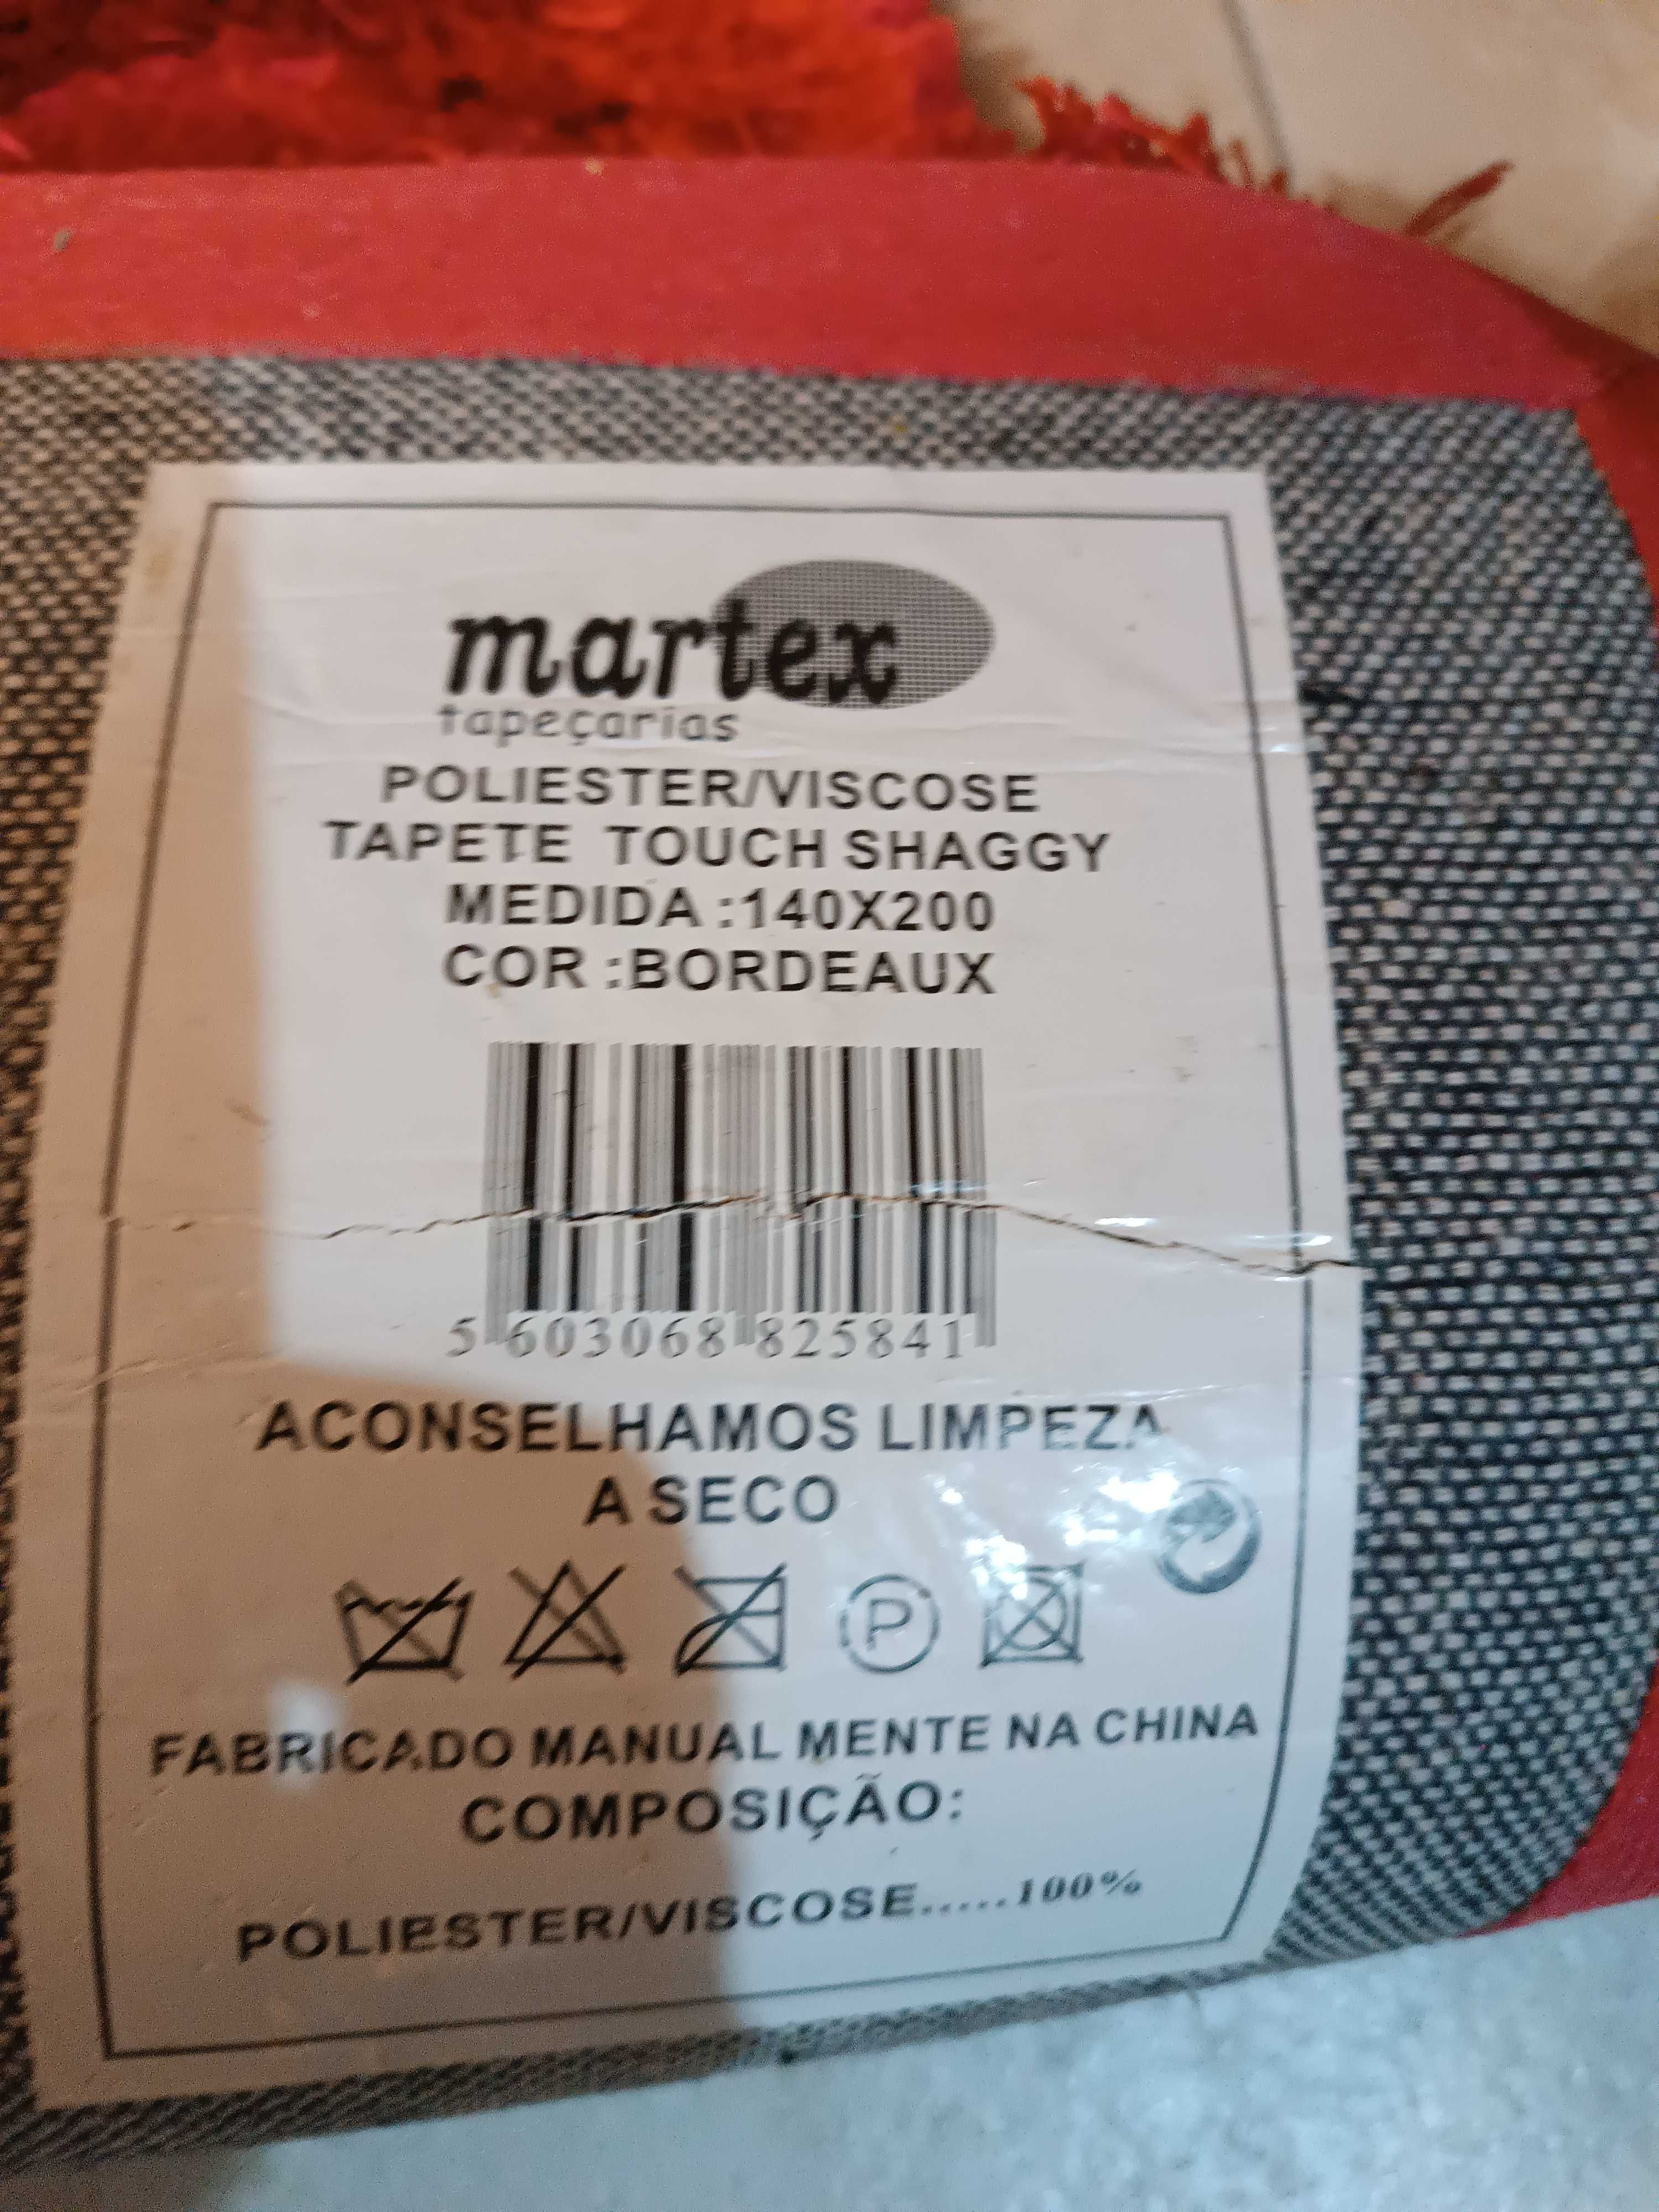 martex
tapeçarias
POLIESTER/VISCOSE
TAPETE TOUCH SHAGGY
MEDIDA :140X200
COR :BORDEAUX
5 603068 825841
ACONSELHAMOS LIMPEZA
A SECO
P
FABRICADO MANUAL MENTE NA CHINA
COMPOSIÇÃO:
POLIESTER/VISCOSE.....100%